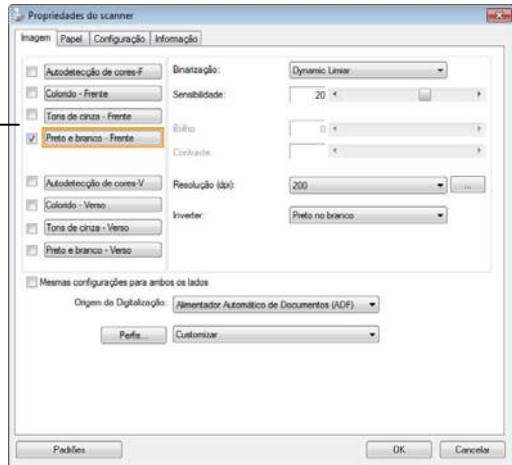 Propriedades do scanner
Imagem Papel Configuração Informação
Autodetecção de cores-F
Colorido - Frente
Tons de cinza - Frente
Preto e branco - Frente
Autodetecção de cores-V
Colorido - Verso
Tons de cinza - Verso
Preto e branco - Verso
Binarização: Dynamic Limiar
Sensibilidade: 20
Brilho: 0
Contraste:
Resolução (dpi): 200 ...
Inverter: Preto no branco
Mesmas configurações para ambos os lados
Origem da Digitalização: Alimentador Automático de Documentos (ADF)
Perfis... Customizar
Padrões OK Cancelar